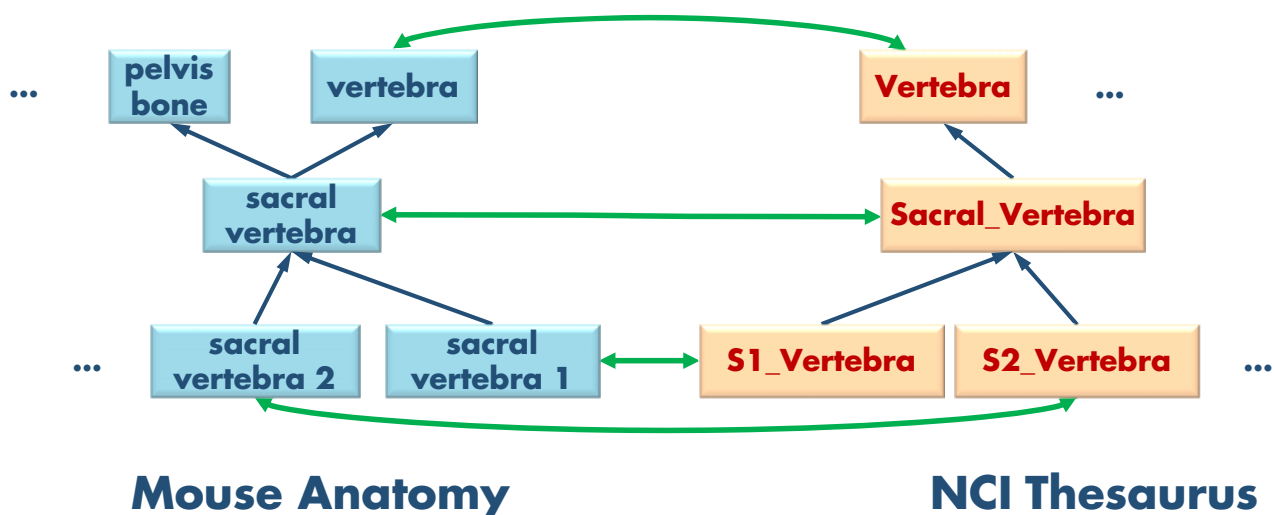 pelvis
bone
vertebra
Vertebra
...
...
sacral
vertebra
Sacral_Vertebra
sacral
vertebra 2
sacral
vertebra 1
S1_Vertebra
S2_Vertebra
...
...
Mouse Anatomy
NCI Thesaurus